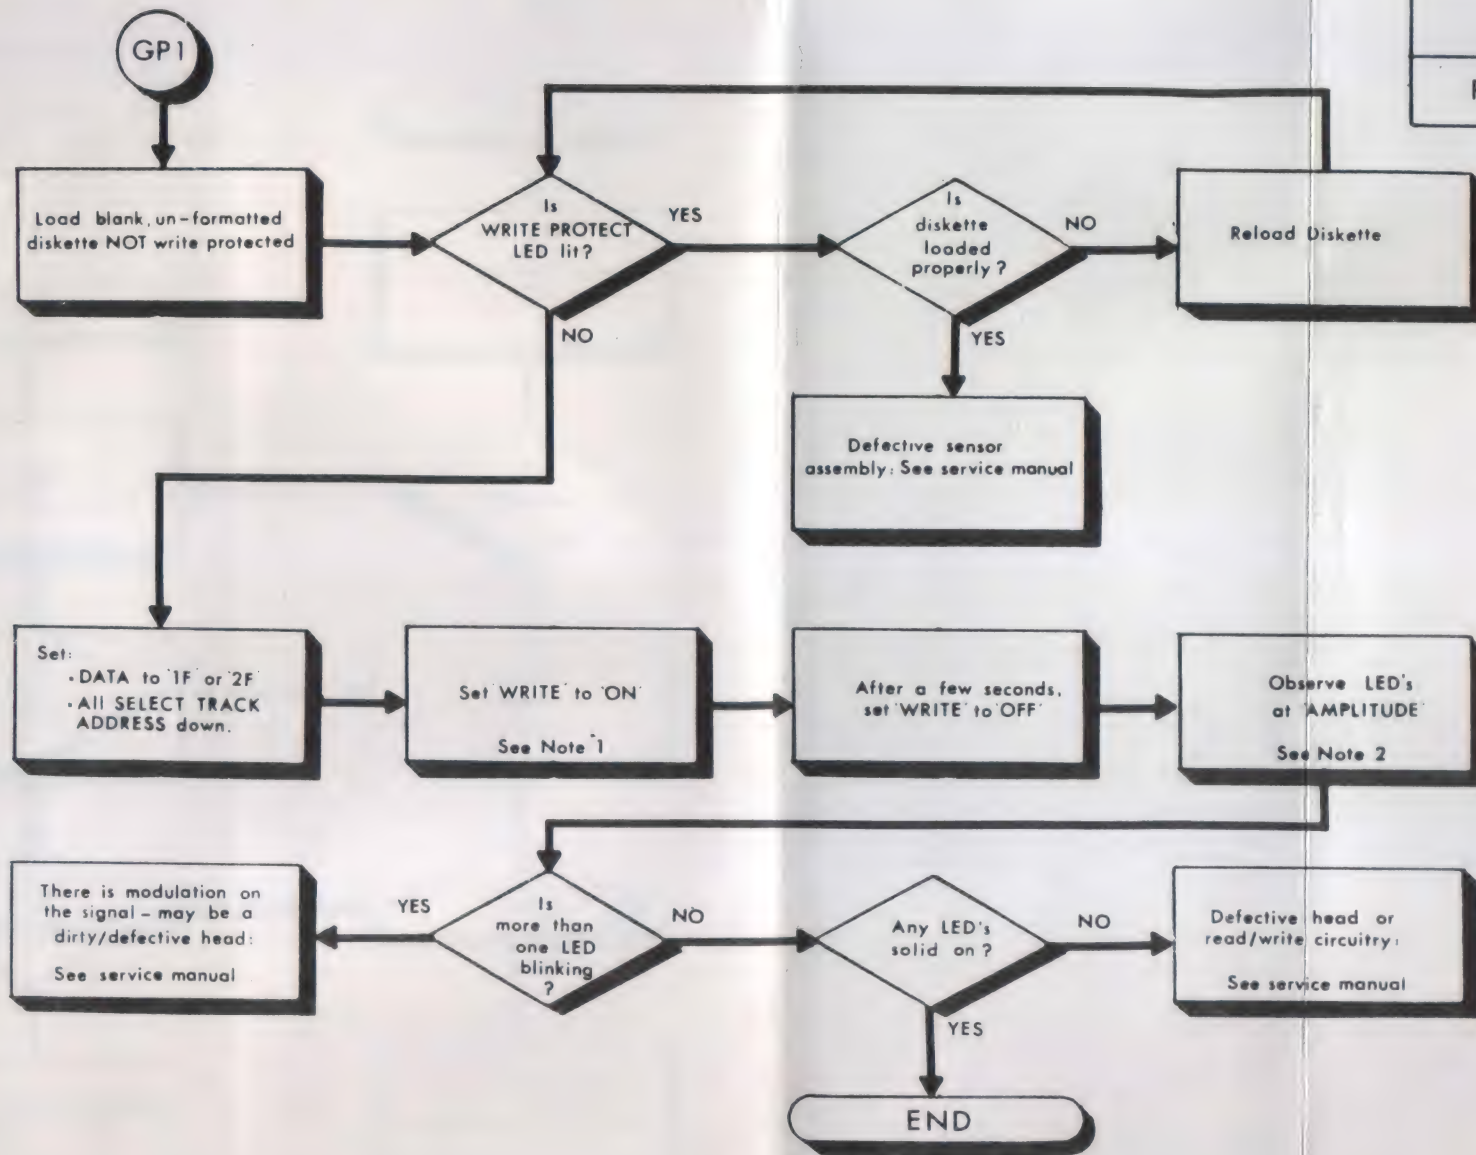 GP1
Load blank, un-formatted
diskette NOT write protected
Is
WRITE PROTECT
LED lit?
YES
NO
Is
diskette
loaded
properly?
NO
YES
Reload Diskette
Defective sensor
assembly: See service manual
Set:
• DATA to '1F' or '2F'
• All SELECT TRACK
ADDRESS down.
Set 'WRITE' to 'ON'
See Note 1
After a few seconds,
set 'WRITE' to 'OFF'
Observe LED's
at 'AMPLITUDE'
See Note 2
There is modulation on
the signal – may be a
dirty/defective head:
See service manual
YES
Is
more than
one LED
blinking
?
NO
Any LED's
solid on?
NO
YES
Defective head or
read/write circuitry:
See service manual
END